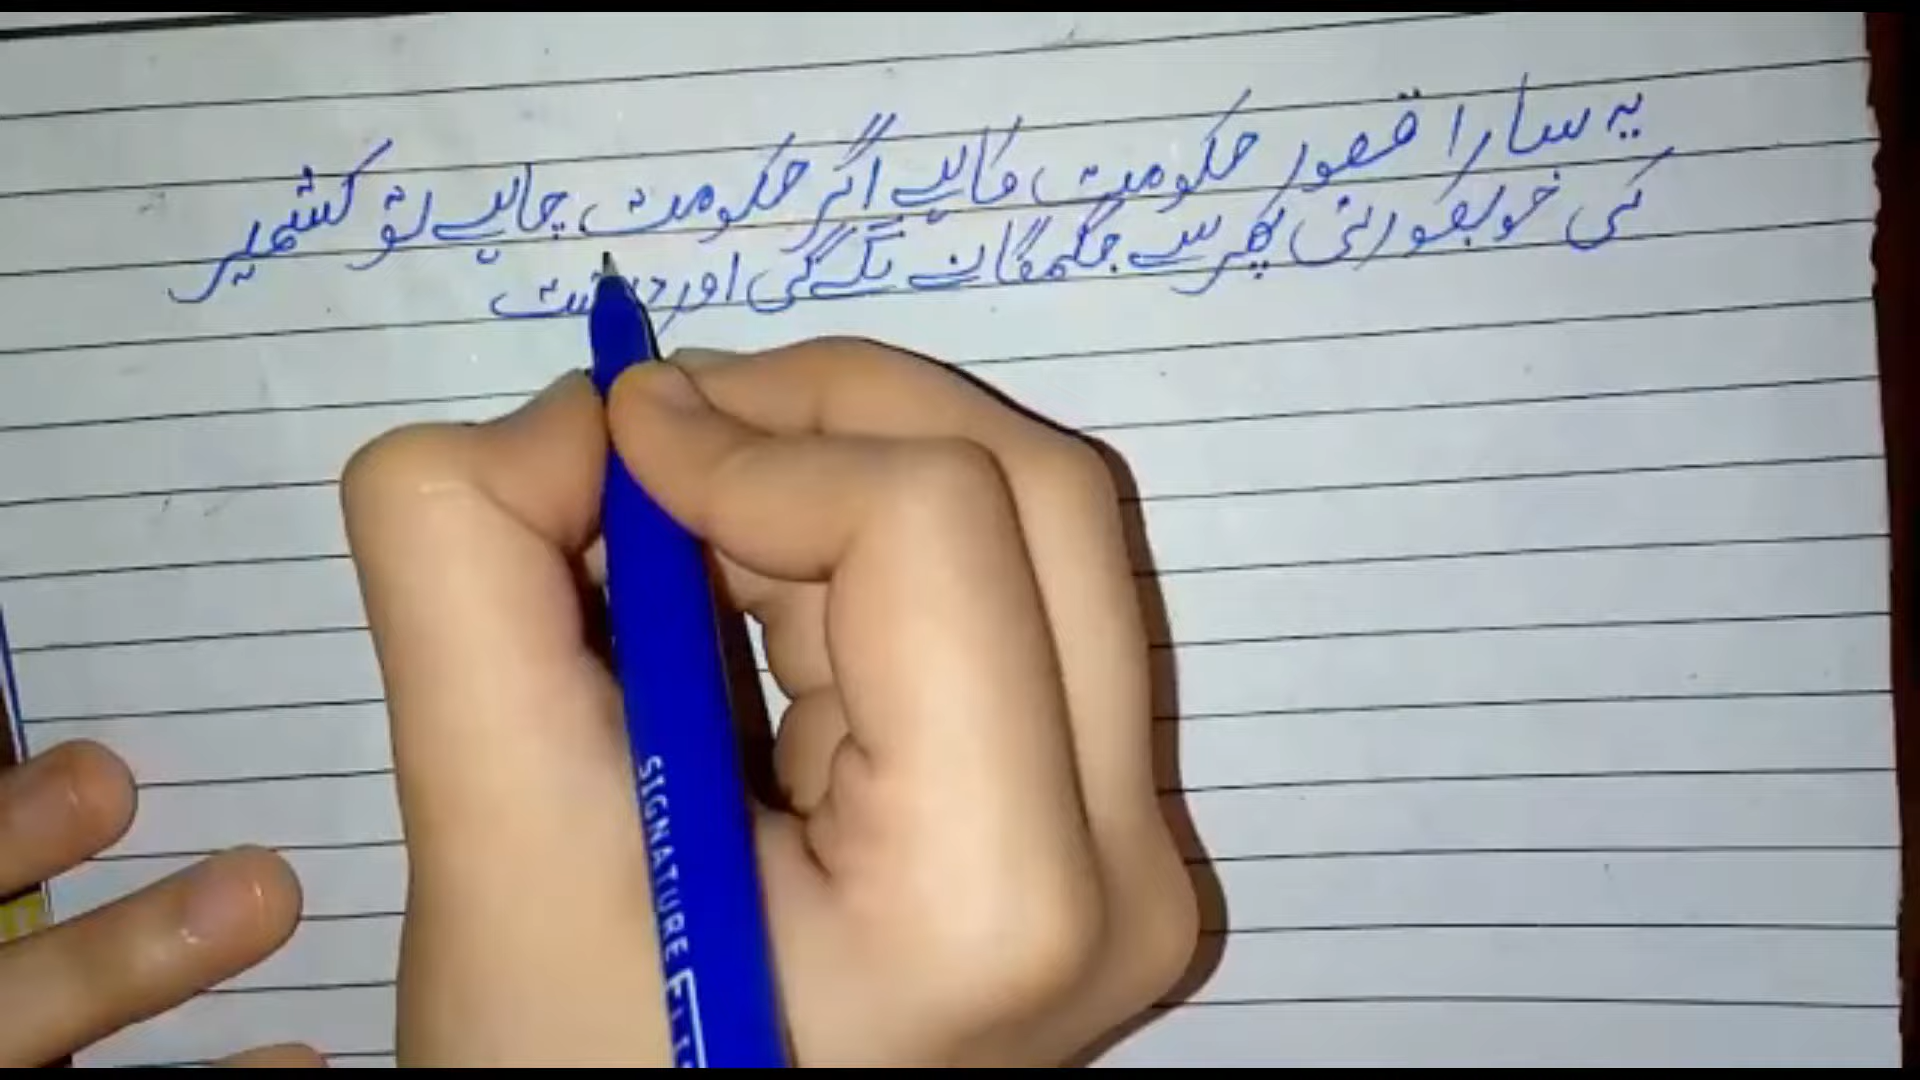 یہ سارا قصور حکومت کا ہے اگر حکومت چاہے تو کشمیر
کی خوبصورتی پھر سے جگمگانے لگے گی اور
SIGNATURE